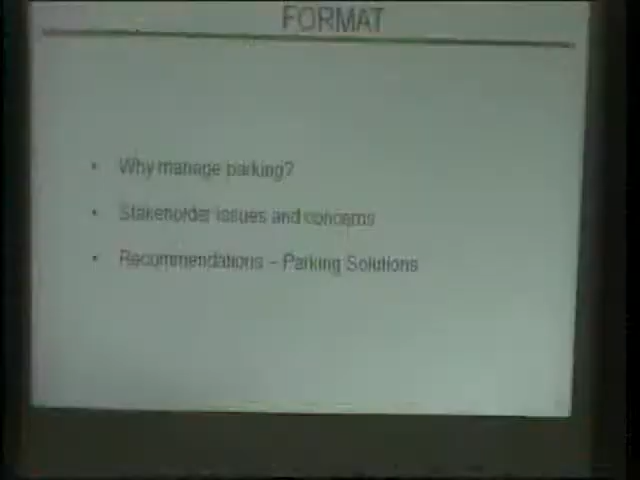 FORMAT
• Why manage parking?
• Stakeholder issues and concerns
• Recommendations – Parking Solutions